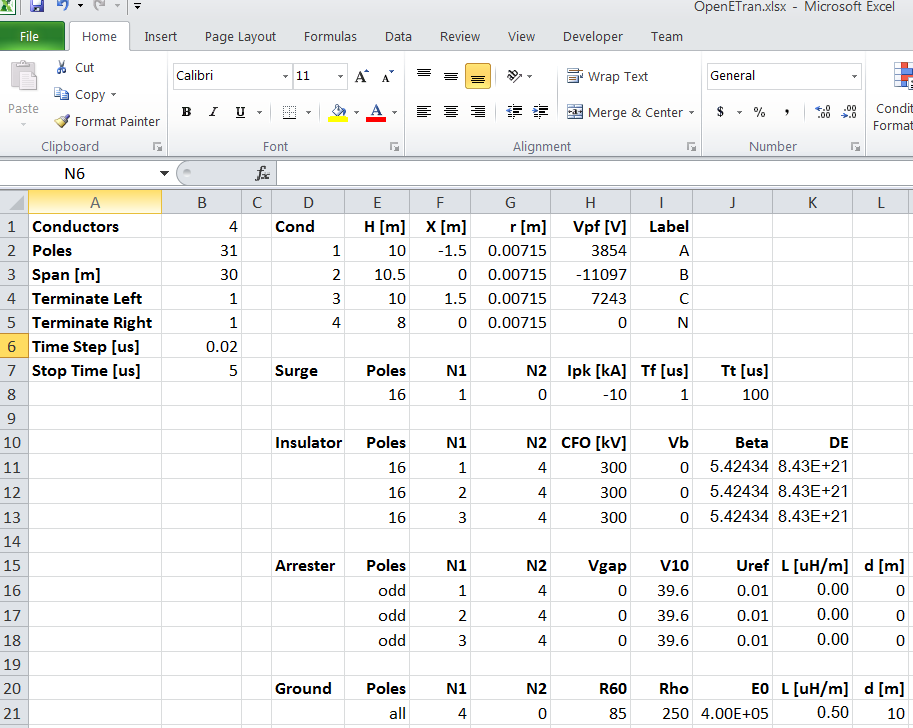 OpenETran.xlsx - Microsoft Excel
File Home Insert Page Layout Formulas Data Review View Developer Team
Paste Cut Copy Format Painter Clipboard
Calibri 11 A A B I U A Font
Wrap Text Merge & Center Alignment
General $ % , .00 .00 Number
Condit
Format
N6 fx
A B C D E F G H I J K L
1 Conductors 4 Cond H [m] X [m] r [m] Vpf [V] Label
2 Poles 31 1 10 -1.5 0.00715 3854 A
3 Span [m] 30 2 10.5 0 0.00715 -11097 B
4 Terminate Left 1 3 10 1.5 0.00715 7243 C
5 Terminate Right 1 4 8 0 0.00715 0 N
6 Time Step [us] 0.02
7 Stop Time [us] 5 Surge Poles N1 N2 Ipk [kA] Tf [us] Tt [us]
8 16 1 0 -10 1 100
9
10 Insulator Poles N1 N2 CFO [kV] Vb Beta DE
11 16 1 4 300 0 5.42434 8.43E+21
12 16 2 4 300 0 5.42434 8.43E+21
13 16 3 4 300 0 5.42434 8.43E+21
14
15 Arrester Poles N1 N2 Vgap V10 Uref L [uH/m] d [m]
16 odd 1 4 0 39.6 0.01 0.00 0
17 odd 2 4 0 39.6 0.01 0.00 0
18 odd 3 4 0 39.6 0.01 0.00 0
19
20 Ground Poles N1 N2 R60 Rho E0 L [uH/m] d [m]
21 all 4 0 85 250 4.00E+05 0.50 10